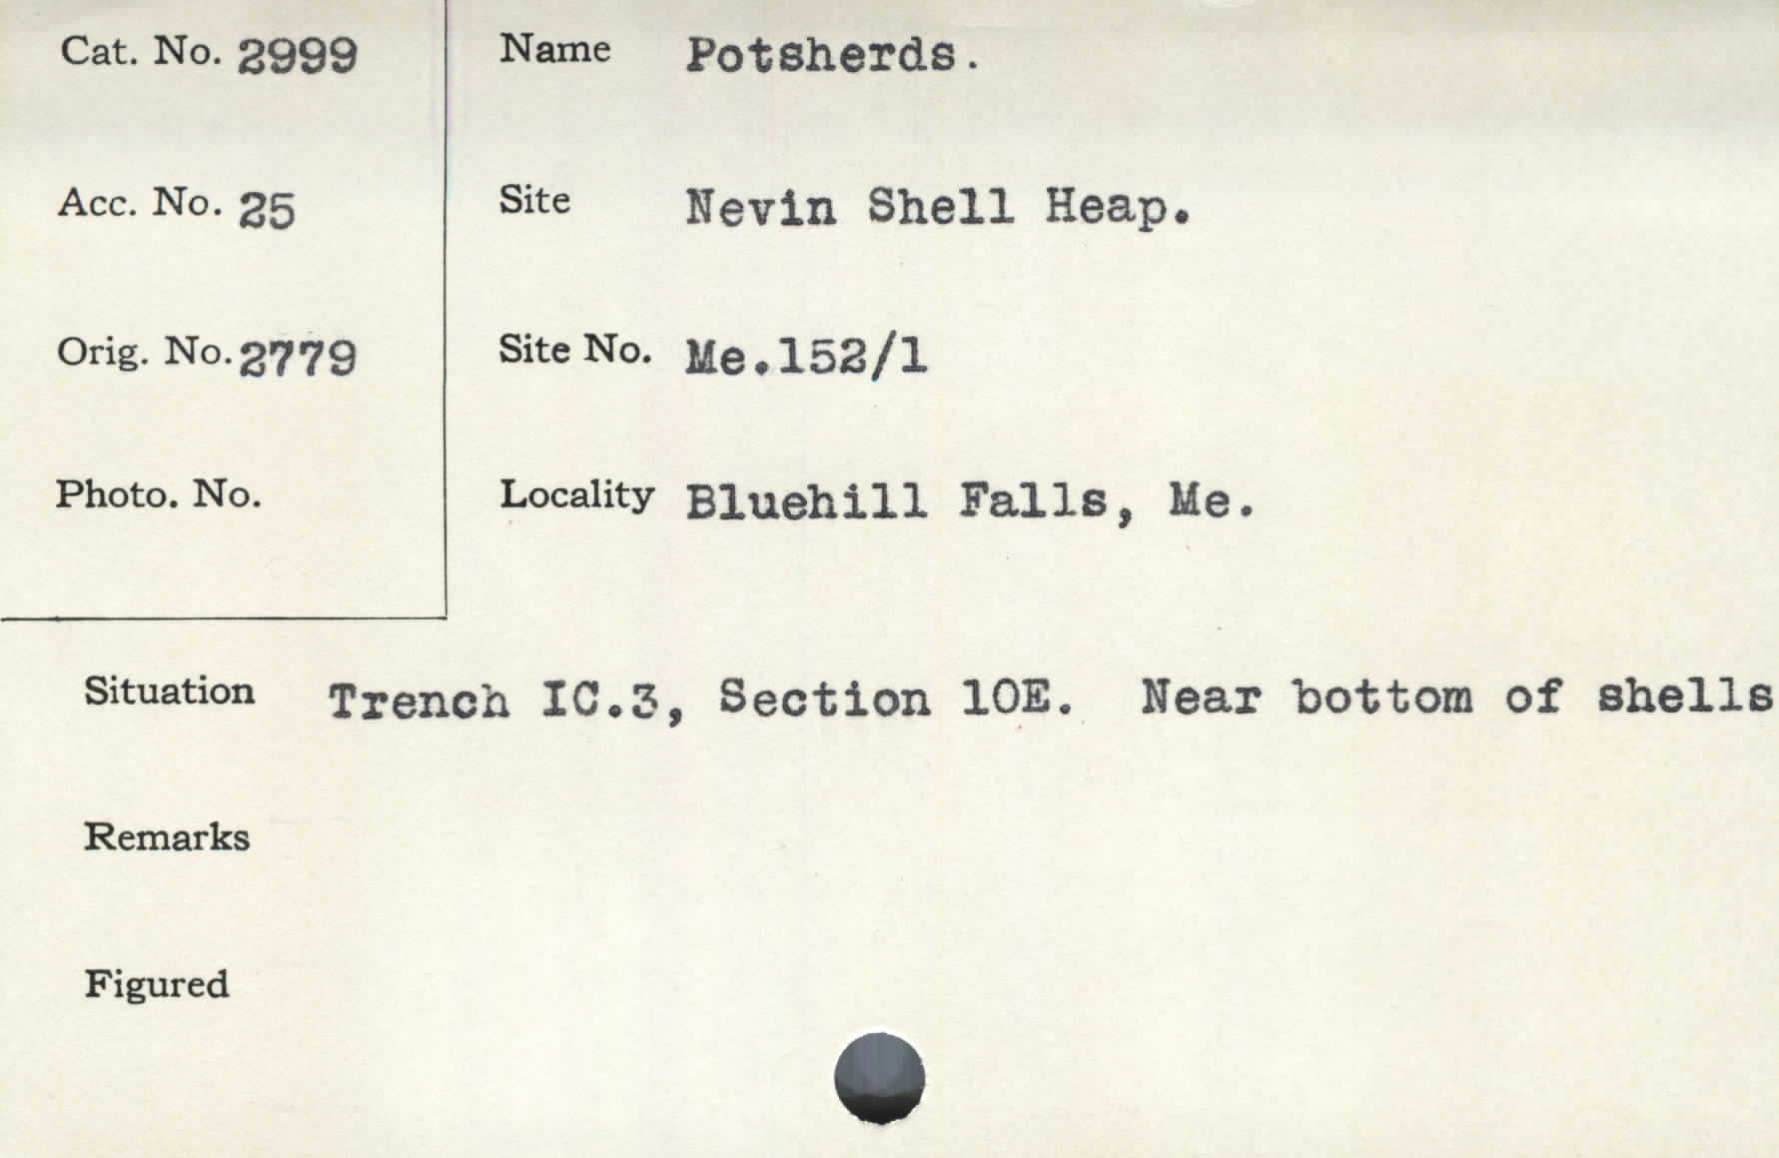 Cat. No. 2999
Name Potsherds.
Acc. No. 25
Site Nevin Shell Heap.
Orig. No. 2779
Site No. Me.152/1
Photo. No.
Locality Bluehill Falls, Me.
Situation Trench IC.3, Section 10E. Near bottom of shells
Remarks
Figured